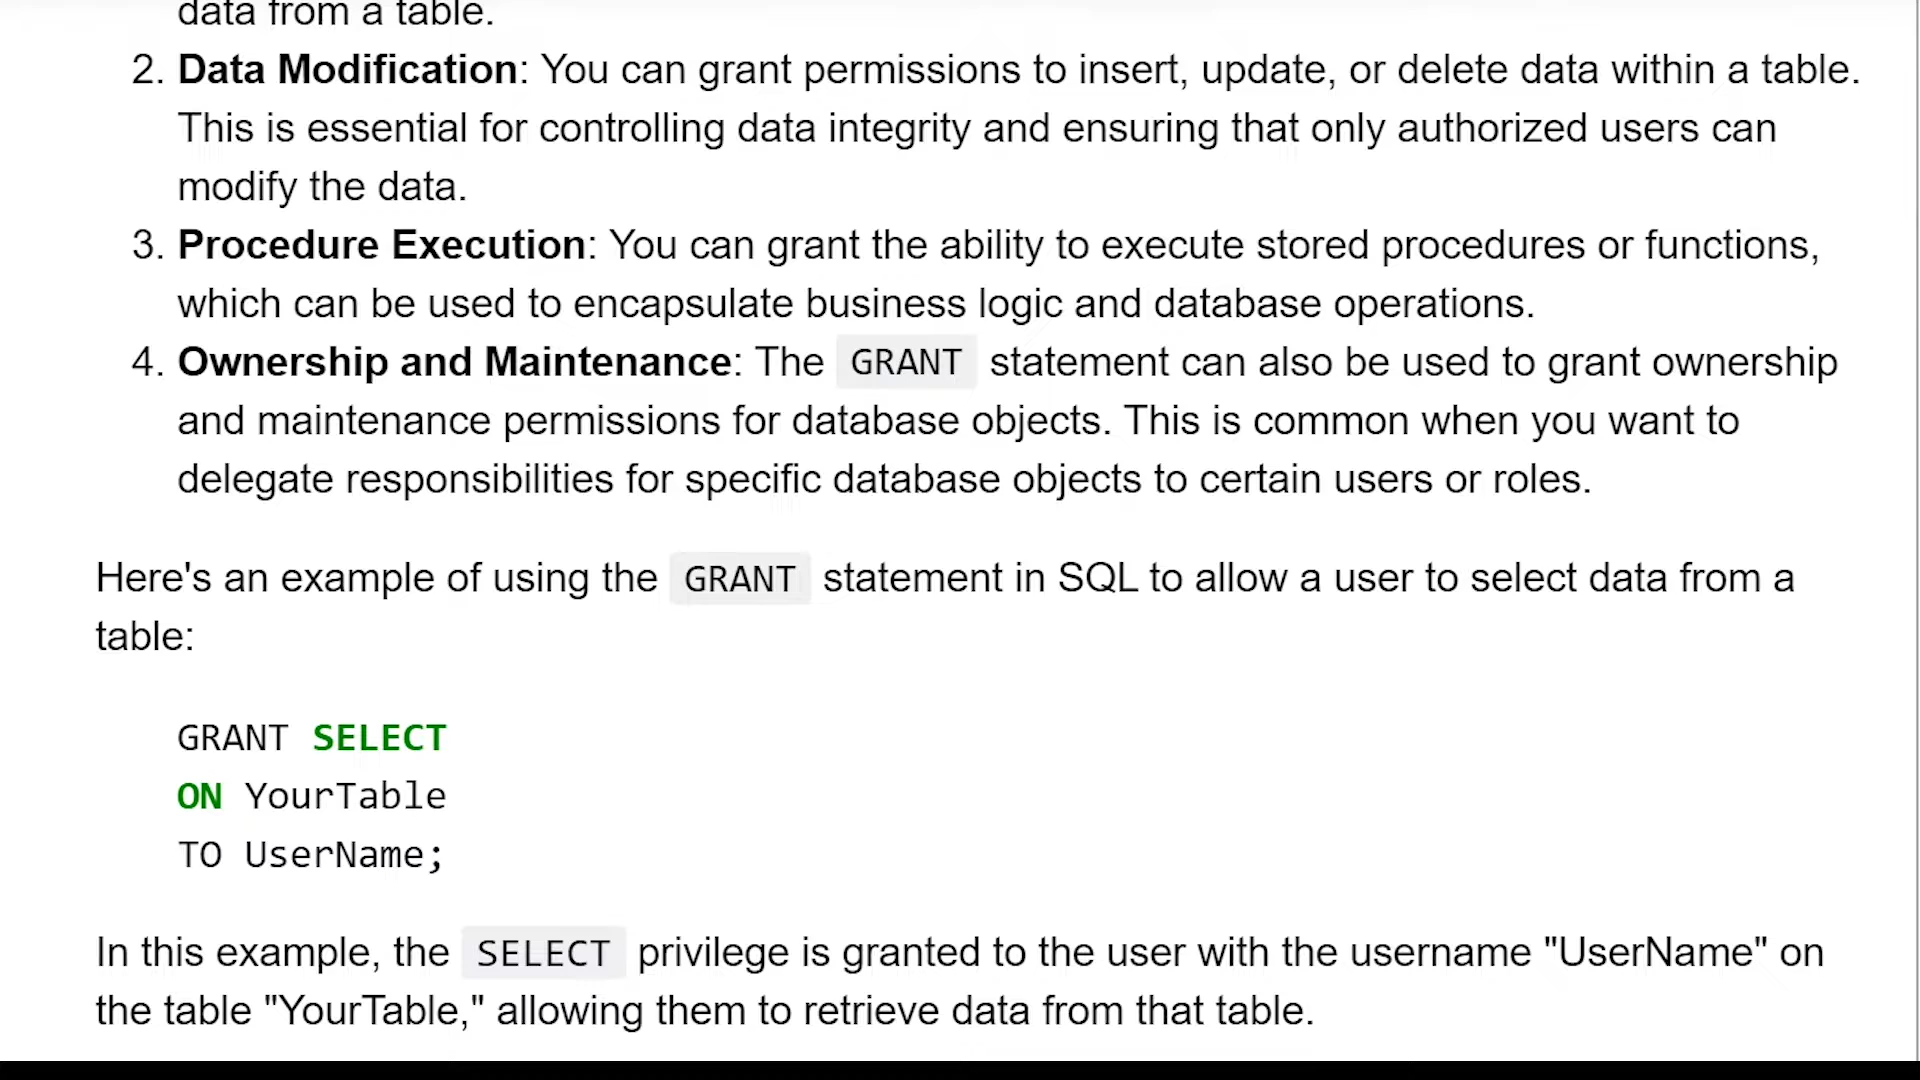 data from a table.
2. Data Modification: You can grant permissions to insert, update, or delete data within a table.
This is essential for controlling data integrity and ensuring that only authorized users can
modify the data.
3. Procedure Execution: You can grant the ability to execute stored procedures or functions,
which can be used to encapsulate business logic and database operations.
4. Ownership and Maintenance: The GRANT statement can also be used to grant ownership
and maintenance permissions for database objects. This is common when you want to
delegate responsibilities for specific database objects to certain users or roles.
Here's an example of using the GRANT statement in SQL to allow a user to select data from a
table:
GRANT SELECT
ON YourTable
TO UserName;
In this example, the SELECT privilege is granted to the user with the username "UserName" on
the table "YourTable," allowing them to retrieve data from that table.